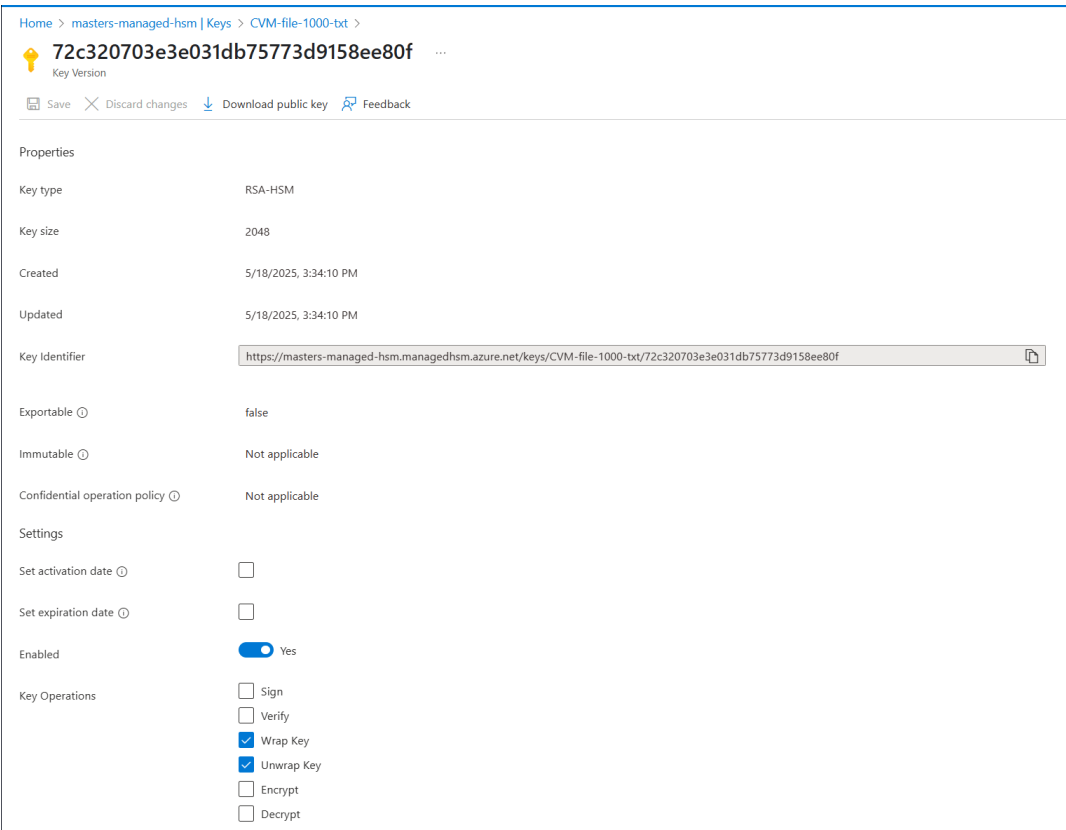 Home > masters-managed-hsm | Keys > CVM-file-1000-txt >
72c320703e3e031db75773d9158ee80f ...
Key Version
Save Discard changes Download public key Feedback
Properties
Key type RSA-HSM
Key size 2048
Created 5/18/2025, 3:34:10 PM
Updated 5/18/2025, 3:34:10 PM
Key Identifier https://masters-managed-hsm.managedhsm.azure.net/keys/CVM-file-1000-txt/72c320703e3e031db75773d9158ee80f
Exportable false
Immutable Not applicable
Confidential operation policy Not applicable
Settings
Set activation date
Set expiration date
Enabled Yes
Key Operations Sign
Verify
Wrap Key
Unwrap Key
Encrypt
Decrypt